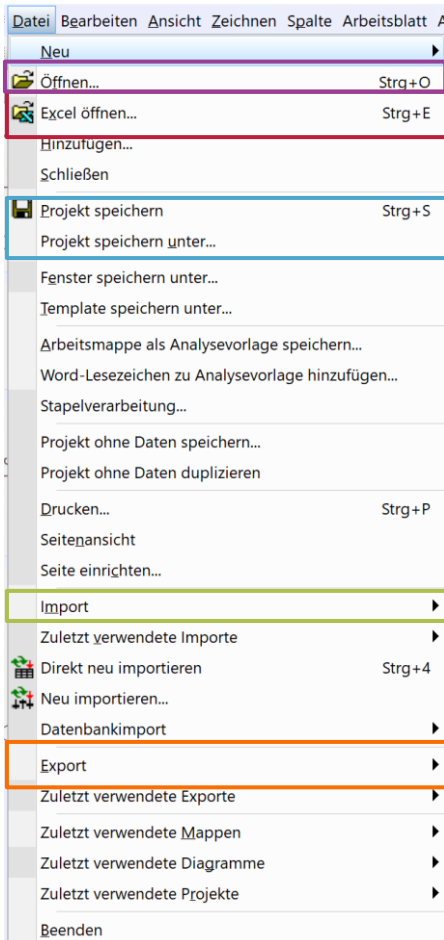 Datei Bearbeiten Ansicht Zeichnen Spalte Arbeitsblatt A
Neu
Öffnen... Strg+O
Excel öffnen... Strg+E
Hinzufügen...
Schließen
Projekt speichern Strg+S
Projekt speichern unter...
Fenster speichern unter...
Template speichern unter...
Arbeitsmappe als Analysevorlage speichern...
Word-Lesezeichen zu Analysevorlage hinzufügen...
Stapelverarbeitung...
Projekt ohne Daten speichern...
Projekt ohne Daten duplizieren
Drucken... Strg+P
Seitenansicht
Seite einrichten...
Import
Zuletzt verwendete Importe
Direkt neu importieren Strg+4
Neu importieren...
Datenbankimport
Export
Zuletzt verwendete Exporte
Zuletzt verwendete Mappen
Zuletzt verwendete Diagramme
Zuletzt verwendete Projekte
Beenden